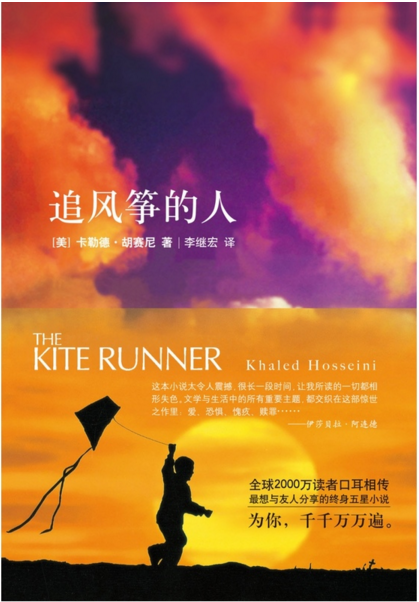 追风筝的人
[美] 卡勒德·胡赛尼 著 | 李继宏 译
THE
KITE RUNNER
Khaled Hosseini
这本小说太令人震撼,很长一段时间,让我所读的一切都相
形失色。文学与生活中的所有重要主题,都交织在这部惊世
之作里:爱、恐惧、愧疚、赎罪……
——伊莎贝拉·阿连德
全球2000万读者口耳相传
最想与友人分享的终身五星小说
为你,千千万万遍。